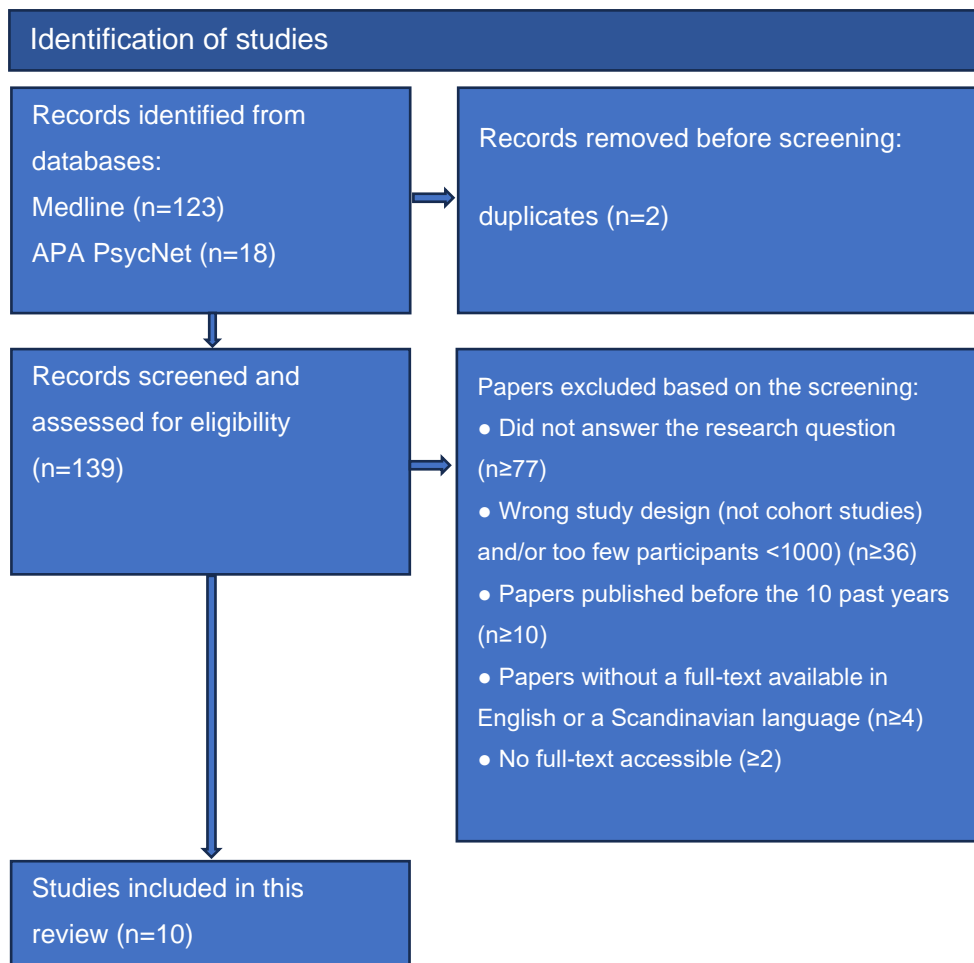 Identification of studies
Records identified from
databases:
Medline (n=123)
APA PsycNet (n=18)
Records removed before screening:
duplicates (n=2)
Records screened and
assessed for eligibility
(n=139)
Papers excluded based on the screening:
● Did not answer the research question
(n≥77)
● Wrong study design (not cohort studies)
and/or too few participants <1000) (n≥36)
● Papers published before the 10 past years
(n≥10)
● Papers without a full-text available in
English or a Scandinavian language (n≥4)
● No full-text accessible (≥2)
Studies included in this
review (n=10)